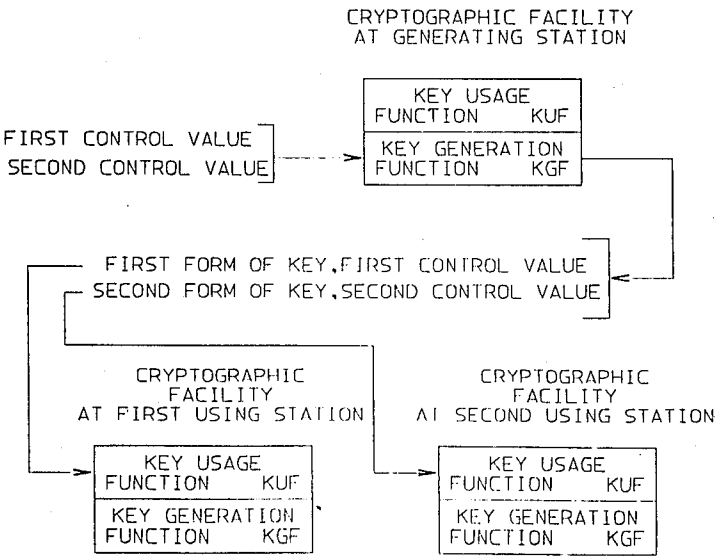 CRYPTOGRAPHIC FACILITY
AT GENERATING STATION
KEY USAGE
FUNCTION KUF
FIRST CONTROL VALUE
SECOND CONTROL VALUE
KEY GENERATION
FUNCTION KGF
FIRST FORM OF KEY,FIRST CONTROL VALUE
SECOND FORM OF KEY,SECOND CONTROL VALUE
CRYPTOGRAPHIC
FACILITY
AT FIRST USING STATION
CRYPTOGRAPHIC
FACILITY
AT SECOND USING STATION
KEY USAGE
FUNCTION KUF
KEY GENERATION
FUNCTION KGF
KEY USAGE
FUNCTION KUF
KEY GENERATION
FUNCTION KGF